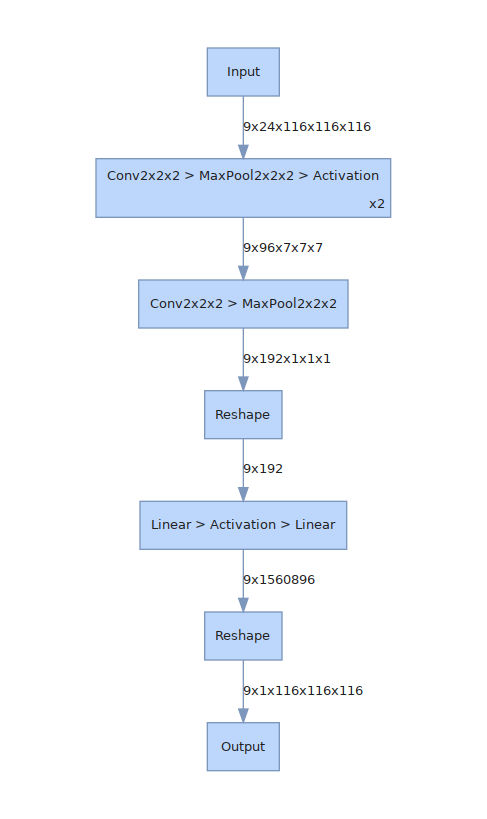 Input
9x24x116x116x116
Conv2x2x2 > MaxPool2x2x2 > Activation
x2
9x96x7x7x7
Conv2x2x2 > MaxPool2x2x2
9x192x1x1x1
Reshape
9x192
Linear > Activation > Linear
9x1560896
Reshape
9x1x116x116x116
Output